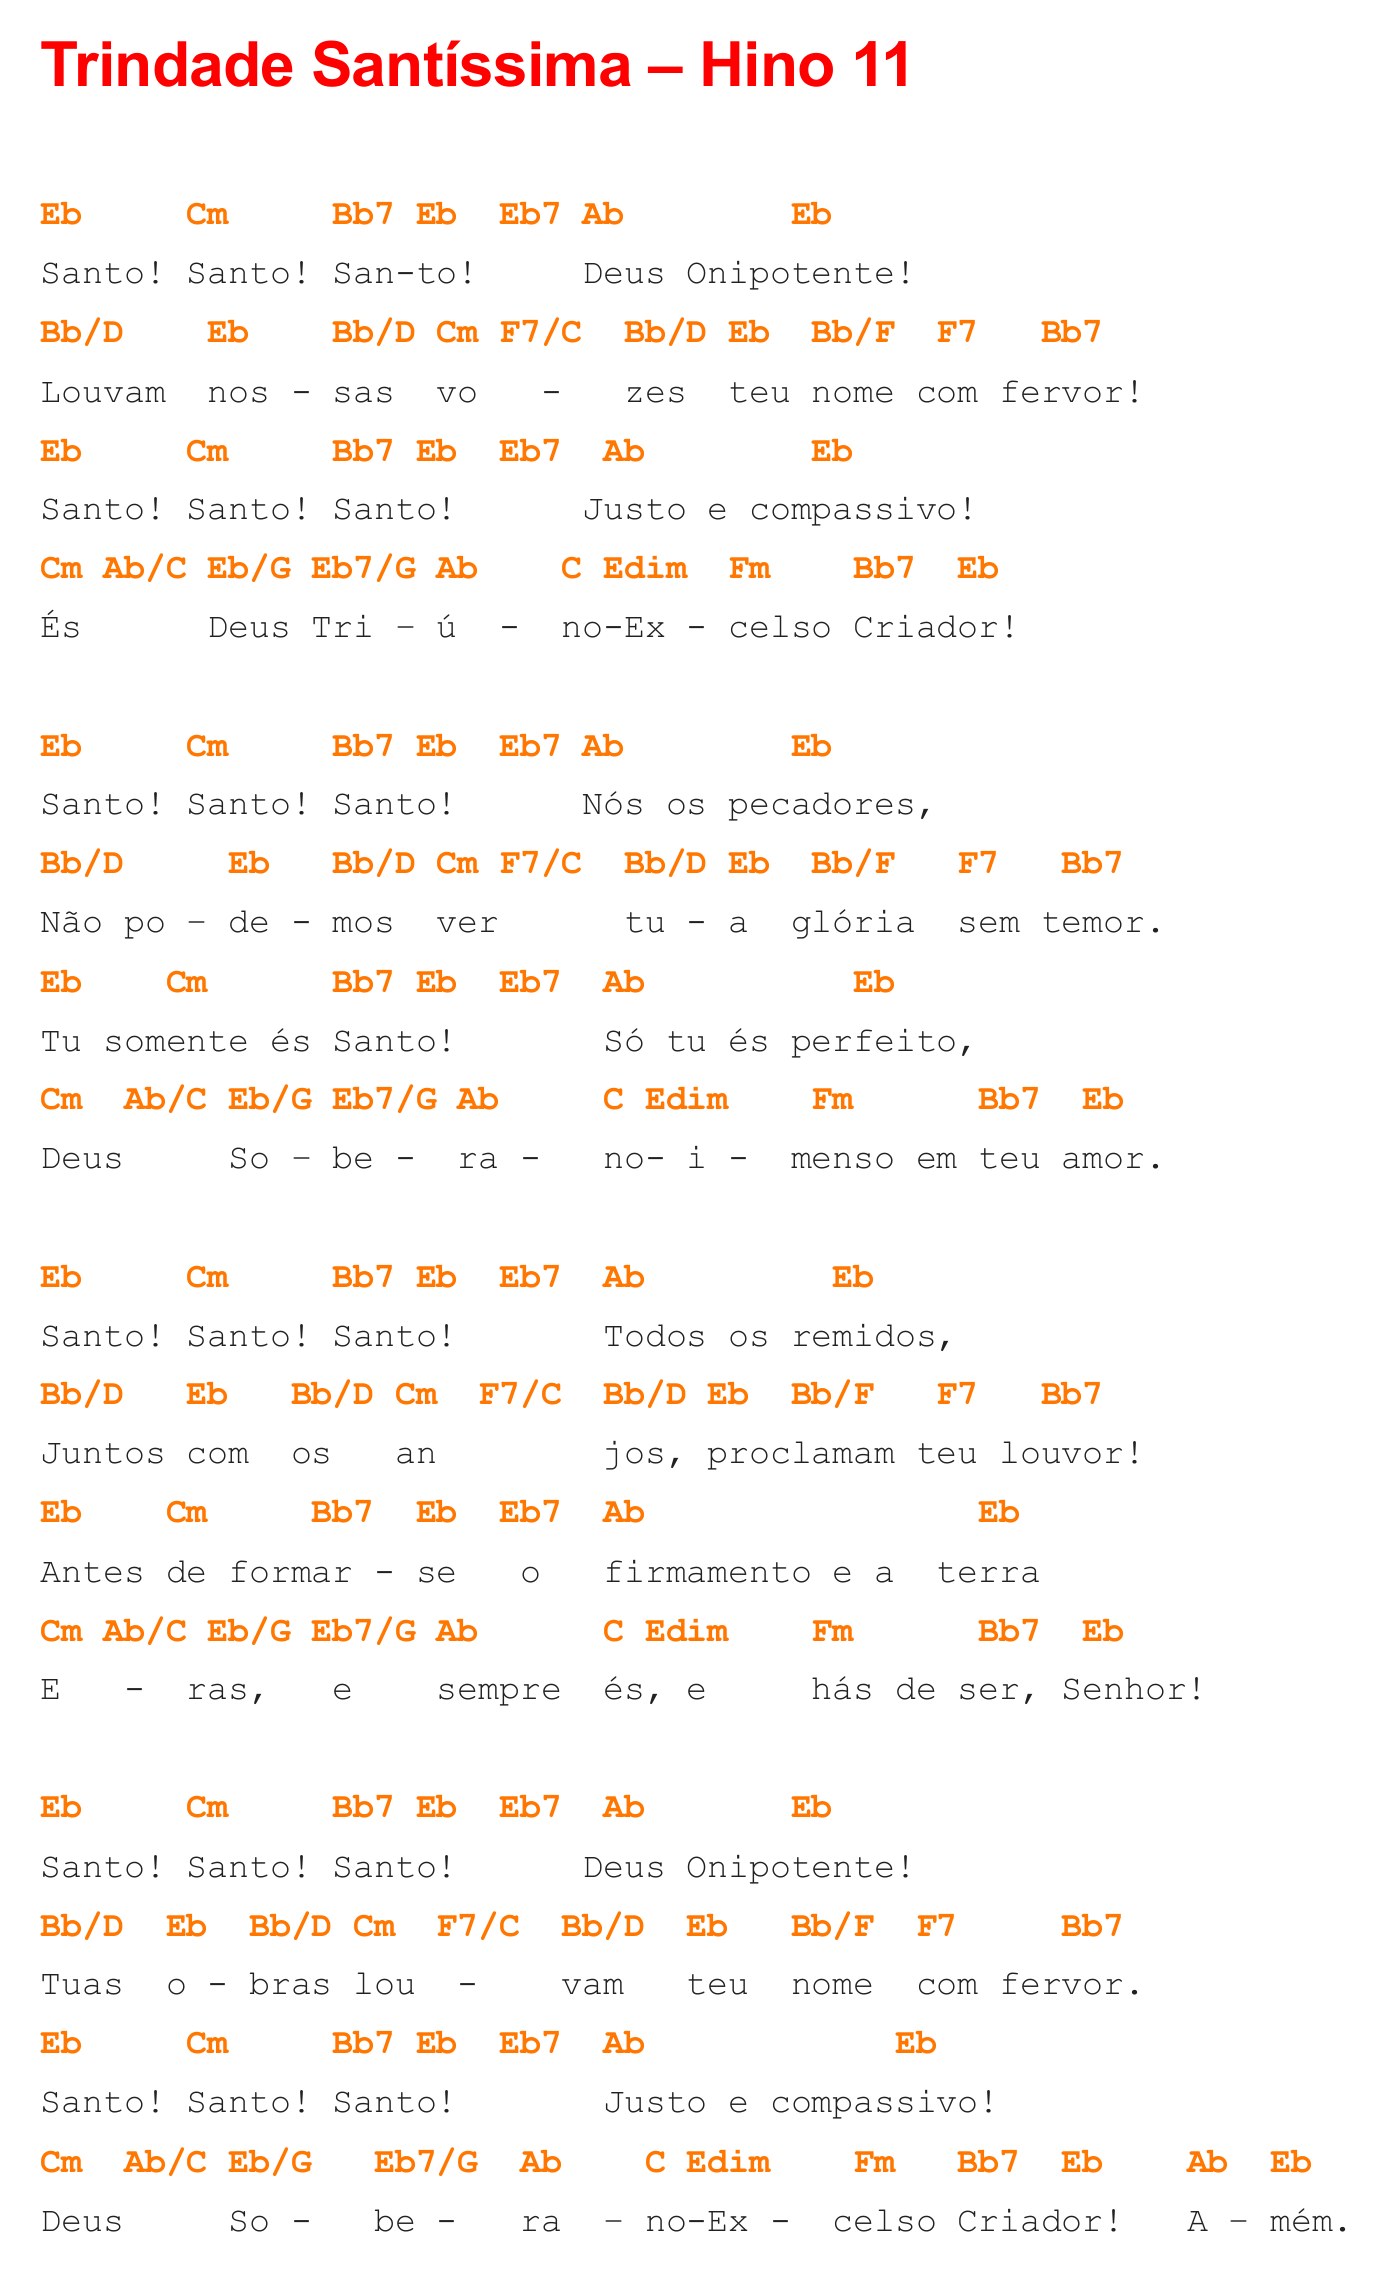 Trindade Santíssima – Hino 11
Eb     Cm     Bb7 Eb  Eb7 Ab        Eb
Santo! Santo! San-to!     Deus Onipotente!
Bb/D    Eb    Bb/D Cm F7/C  Bb/D Eb  Bb/F  F7   Bb7
Louvam  nos - sas  vo   -   zes  teu nome com fervor!
Eb     Cm     Bb7 Eb  Eb7  Ab        Eb
Santo! Santo! Santo!      Justo e compassivo!
Cm Ab/C Eb/G Eb7/G Ab    C Edim  Fm    Bb7  Eb
És      Deus Tri – ú  -  no-Ex - celso Criador!
Eb     Cm     Bb7 Eb  Eb7 Ab        Eb
Santo! Santo! Santo!      Nós os pecadores,
Bb/D     Eb   Bb/D Cm F7/C  Bb/D Eb  Bb/F   F7   Bb7
Não po – de - mos  ver      tu - a  glória  sem temor.
Eb    Cm      Bb7 Eb  Eb7  Ab          Eb
Tu somente és Santo!       Só tu és perfeito,
Cm  Ab/C Eb/G Eb7/G Ab     C Edim    Fm      Bb7  Eb
Deus     So – be -  ra -   no- i -  menso em teu amor.
Eb     Cm     Bb7 Eb  Eb7  Ab         Eb
Santo! Santo! Santo!       Todos os remidos,
Bb/D   Eb   Bb/D Cm  F7/C  Bb/D Eb  Bb/F   F7   Bb7
Juntos com  os   an        jos, proclamam teu louvor!
Eb    Cm     Bb7  Eb  Eb7  Ab                Eb
Antes de formar - se   o   firmamento e a  terra
Cm Ab/C Eb/G Eb7/G Ab      C Edim    Fm      Bb7  Eb
E   -  ras,   e    sempre  és, e     hás de ser, Senhor!
Eb     Cm     Bb7 Eb  Eb7  Ab       Eb
Santo! Santo! Santo!      Deus Onipotente!
Bb/D  Eb  Bb/D Cm  F7/C  Bb/D  Eb   Bb/F  F7     Bb7
Tuas  o - bras lou  -    vam   teu  nome  com fervor.
Eb     Cm     Bb7 Eb  Eb7  Ab            Eb
Santo! Santo! Santo!       Justo e compassivo!
Cm  Ab/C Eb/G   Eb7/G  Ab    C Edim    Fm   Bb7  Eb    Ab  Eb
Deus     So -   be -   ra  – no-Ex -  celso Criador!   A – mém.